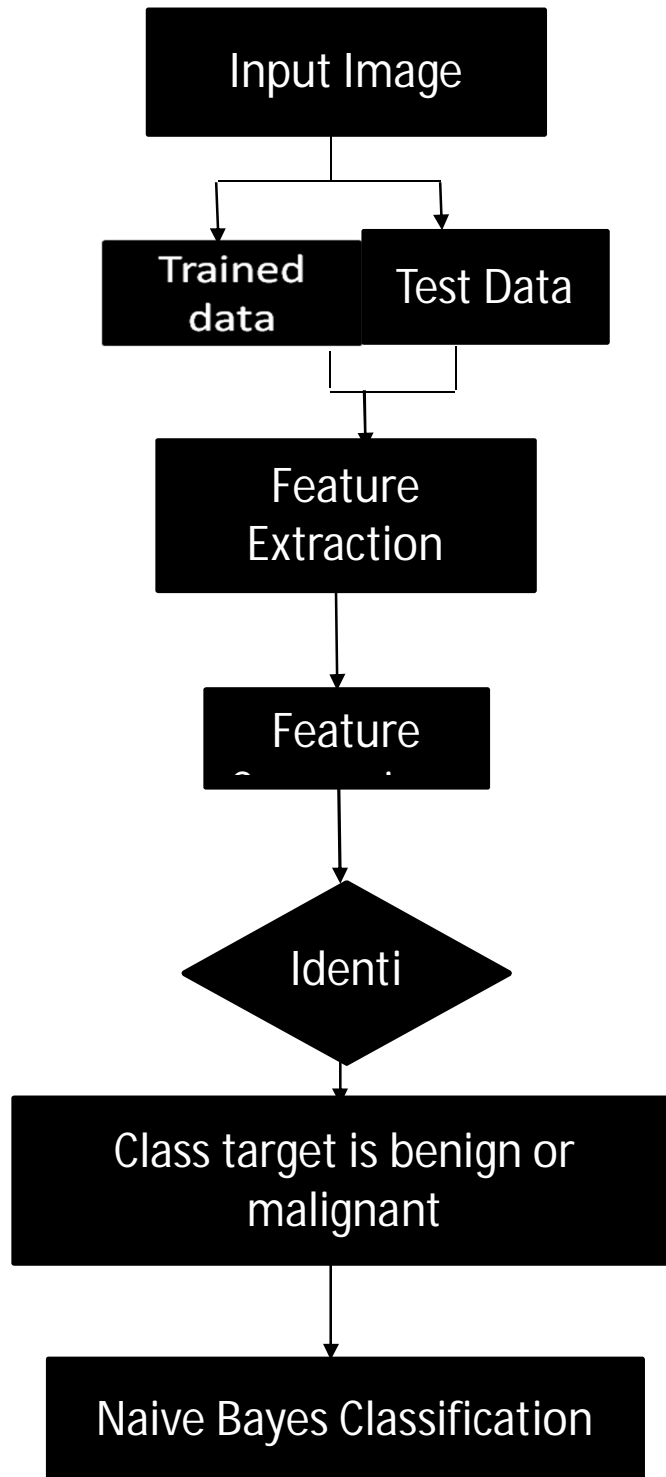 Input Image
Trained
data
Test Data
Feature
Extraction
Feature
Identi
Class target is benign or
malignant
Naive Bayes Classification